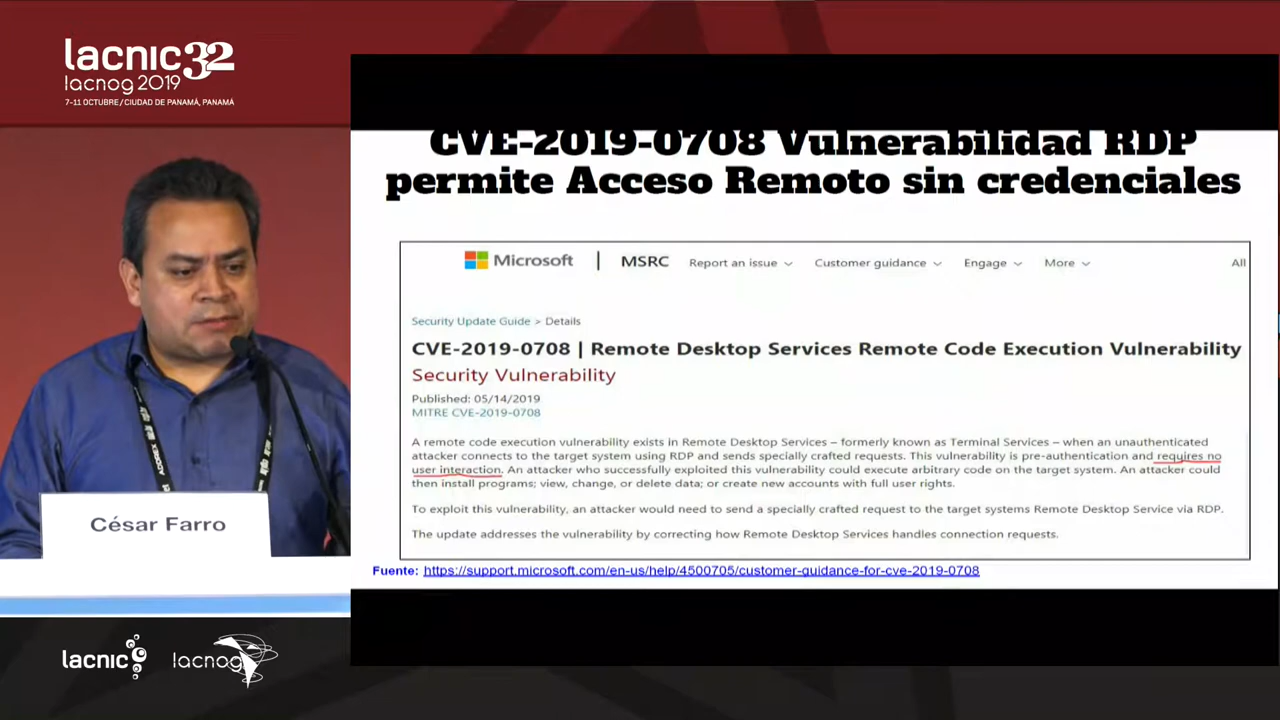 lacnic 32
lacnog 2019
7-11 OCTUBRE / CIUDAD DE PANAMÁ, PANAMÁ
CVE-2019-0708 Vulnerabilidad RDP
permite Acceso Remoto sin credenciales
Microsoft | MSRC Report an issue Customer guidance Engage More All
Security Update Guide > Details
CVE-2019-0708 | Remote Desktop Services Remote Code Execution Vulnerability
Security Vulnerability
Published: 05/14/2019
MITRE CVE-2019-0708
A remote code execution vulnerability exists in Remote Desktop Services – formerly known as Terminal Services – when an unauthenticated
attacker connects to the target system using RDP and sends specially crafted requests. This vulnerability is pre-authentication and requires no
user interaction. An attacker who successfully exploited this vulnerability could execute arbitrary code on the target system. An attacker could
then install programs; view, change, or delete data; or create new accounts with full user rights.
To exploit this vulnerability, an attacker would need to send a specially crafted request to the target systems Remote Desktop Service via RDP.
The update addresses the vulnerability by correcting how Remote Desktop Services handles connection requests.
Fuente: https://support.microsoft.com/en-us/help/4500705/customer-guidance-for-cve-2019-0708
César Farro
lacnic lacnog